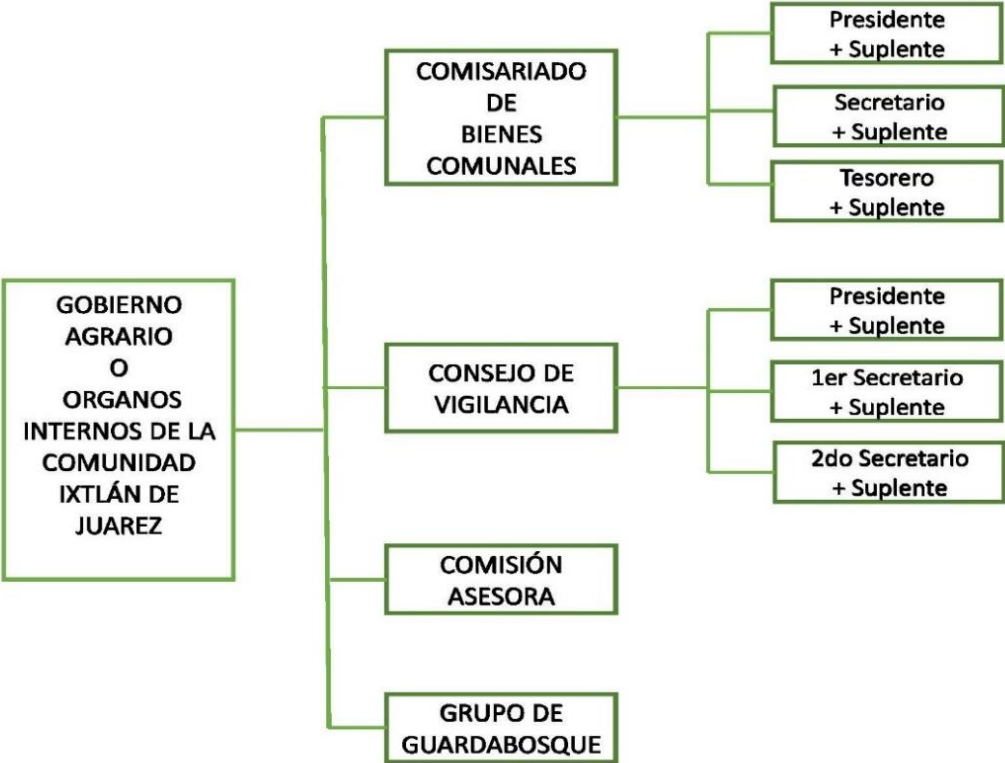 GOBIERNO
AGRARIO
O
ORGANOS
INTERNOS DE LA
COMUNIDAD
IXTLÁN DE
JUAREZ
COMISARIADO
DE
BIENES
COMUNALES
Presidente
+ Suplente
Secretario
+ Suplente
Tesorero
+ Suplente
CONSEJO DE
VIGILANCIA
Presidente
+ Suplente
1er Secretario
+ Suplente
2do Secretario
+ Suplente
COMISIÓN
ASESORA
GRUPO DE
GUARDABOSQUE